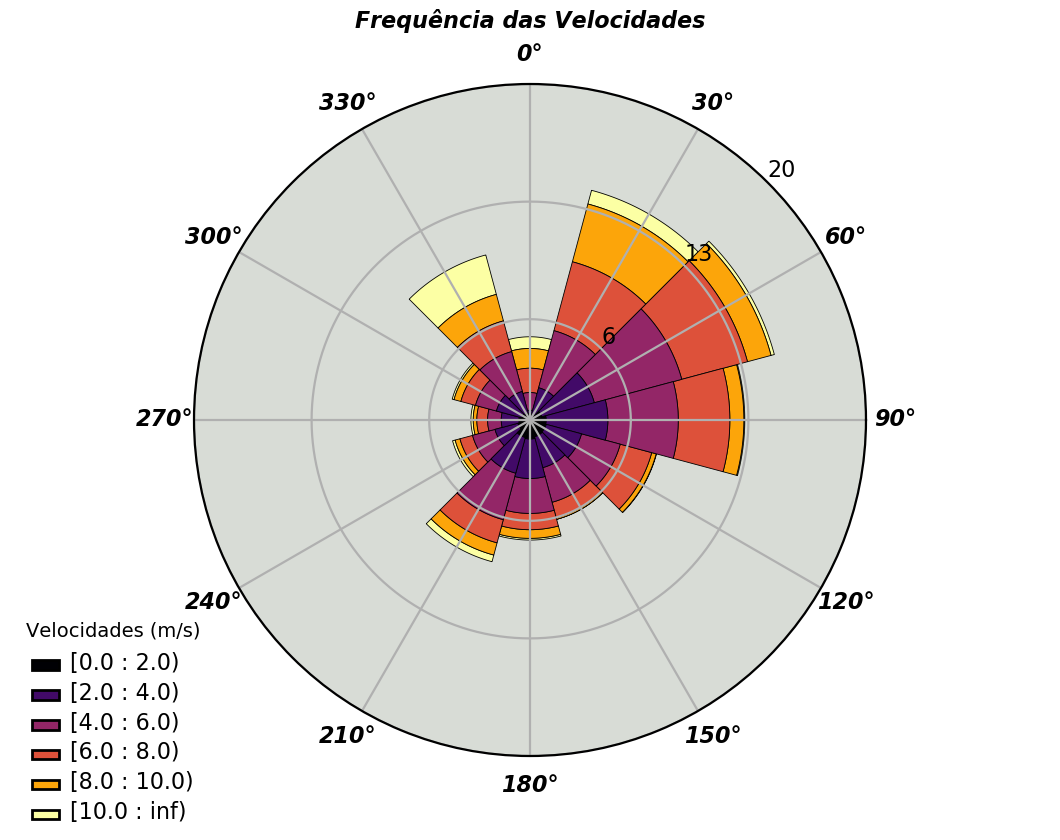 Frequência das Velocidades
0°
330°
30°
20
300°
60°
13
6
270°
90°
240°
120°
210°
150°
180°
Velocidades (m/s)
[0.0 : 2.0)
[2.0 : 4.0)
[4.0 : 6.0)
[6.0 : 8.0)
[8.0 : 10.0)
[10.0 : inf)